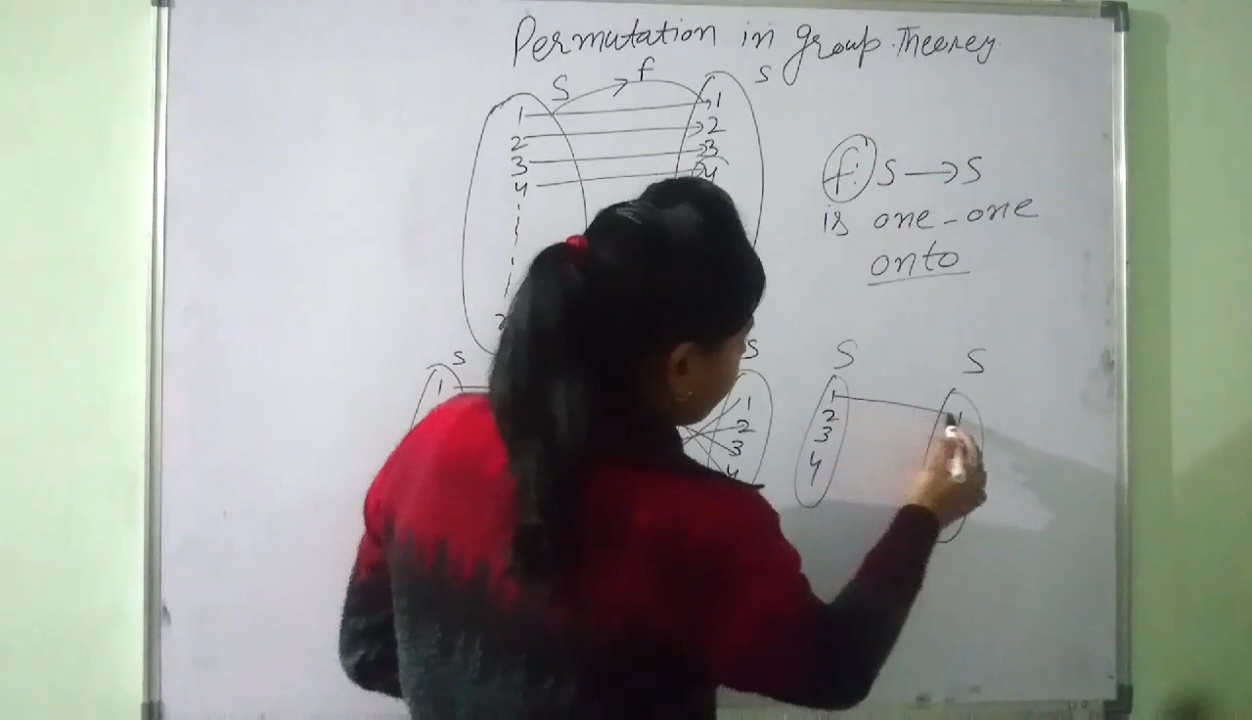 Permutation in group Theorey
S f S
1 1
2 2
3 3
4 4
f: S → S
is one-one
onto
S S S S
1 1 1 1
2 2
3 3
4 4